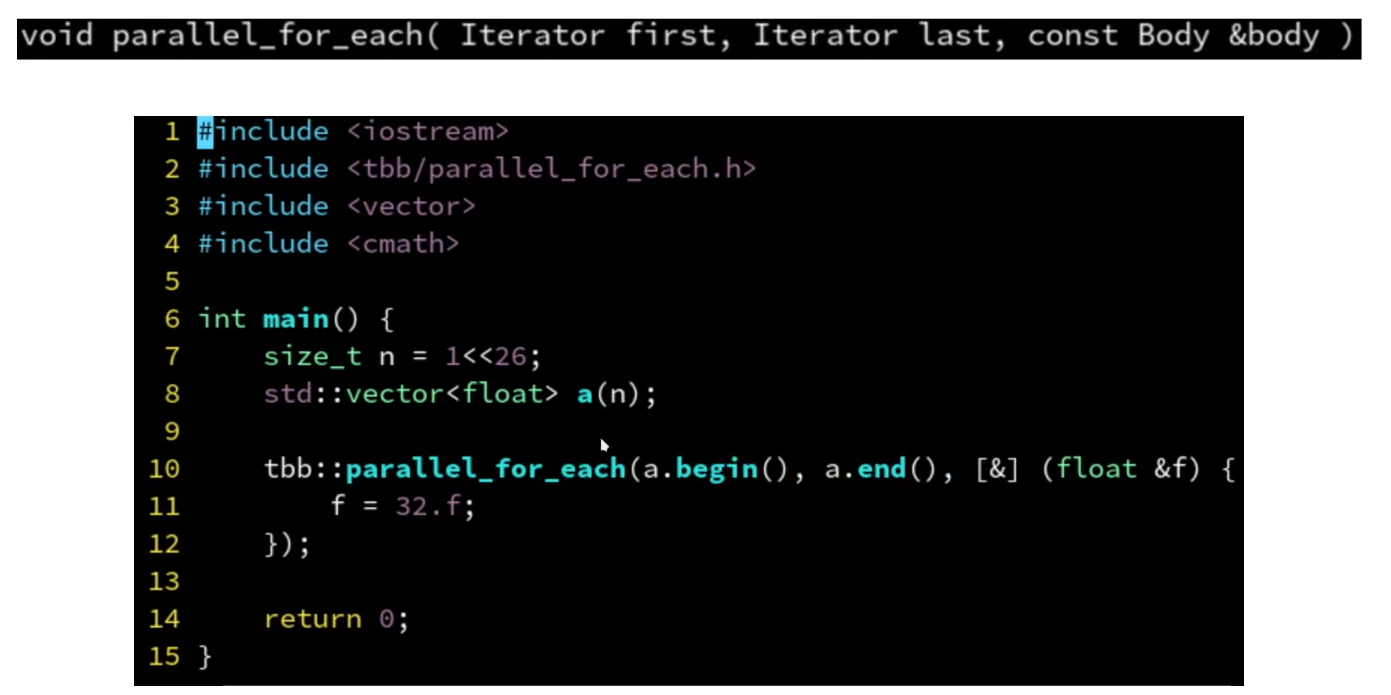 void parallel_for_each( Iterator first, Iterator last, const Body &body )
1 #include <iostream>
2 #include <tbb/parallel_for_each.h>
3 #include <vector>
4 #include <cmath>
5
6 int main() {
7     size_t n = 1<<26;
8     std::vector<float> a(n);
9
10     tbb::parallel_for_each(a.begin(), a.end(), [&] (float &f) {
11         f = 32.f;
12     });
13
14     return 0;
15 }